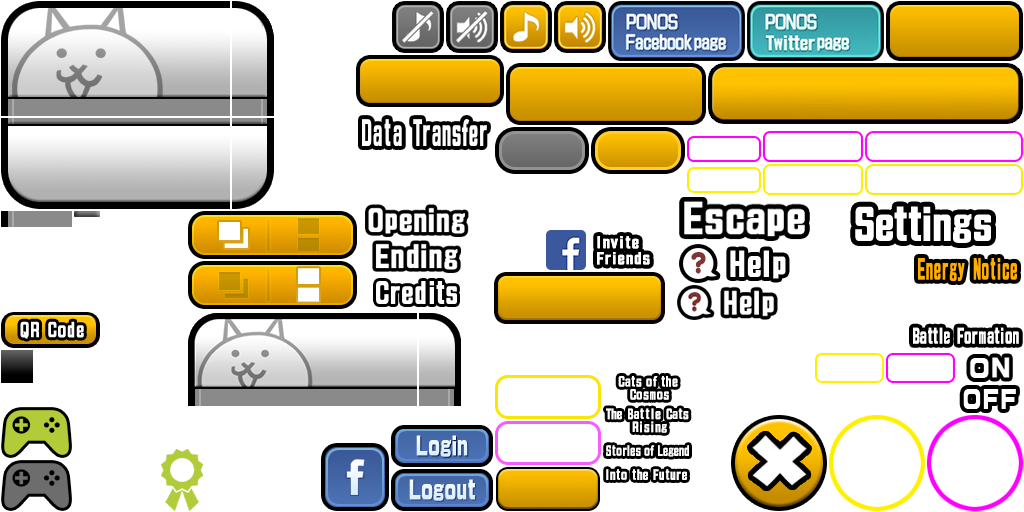 PONOS
Facebook page
PONOS
Twitter page
Data Transfer
Opening
Ending
Credits
Escape
Settings
Invite
Friends
Help
Energy Notice
Help
QR Code
Battle Formation
ON
OFF
Cats of the
Cosmos
The Battle Cats
Rising
Stories of Legend
Into the Future
Login
Logout